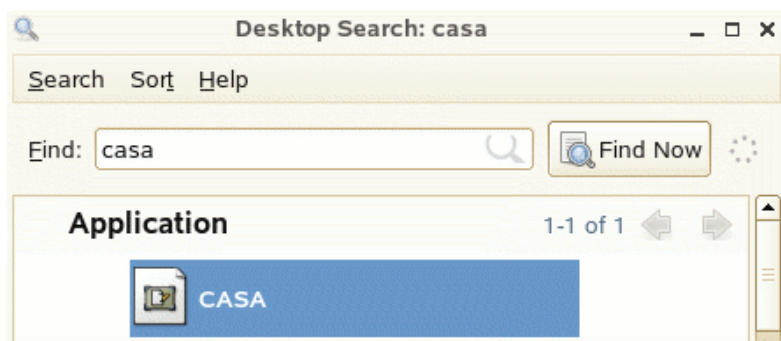 Desktop Search: casa
Search Sort Help
Find: casa Find Now
Application 1-1 of 1
CASA